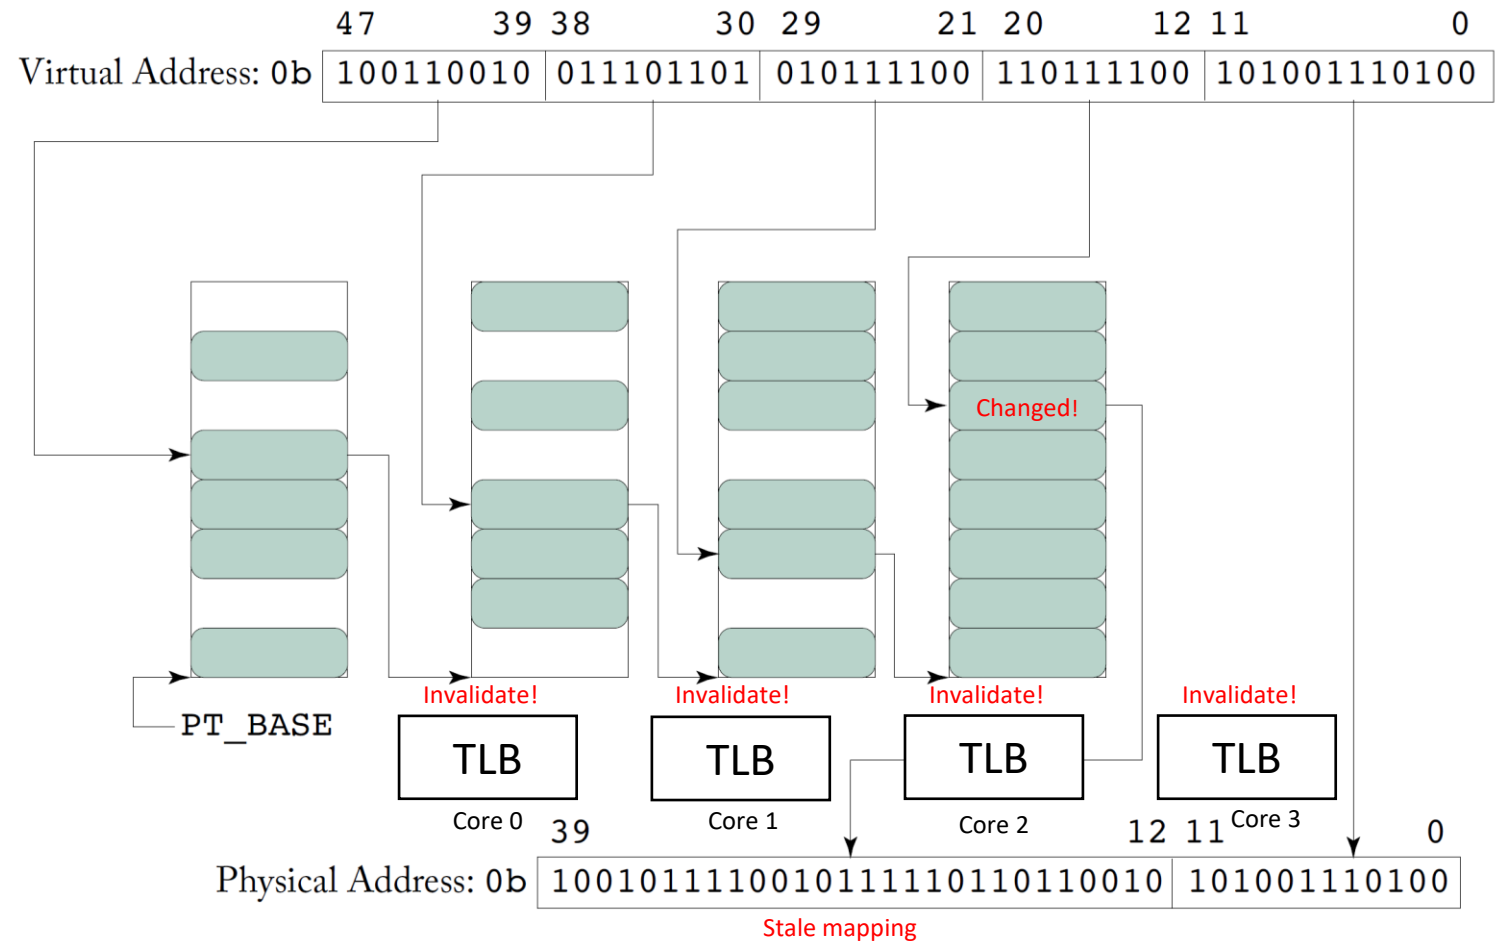 47 39 38 30 29 21 20 12 11 0
Virtual Address: 0b 100110010 011101101 010111100 110111100 101001110100
Changed!
Invalidate! Invalidate! Invalidate! Invalidate!
PT_BASE
TLB TLB TLB TLB
Core 0 Core 1 Core 2 Core 3
39 12 11 0
Physical Address: 0b 1001011110010111110110110010 101001110100
Stale mapping